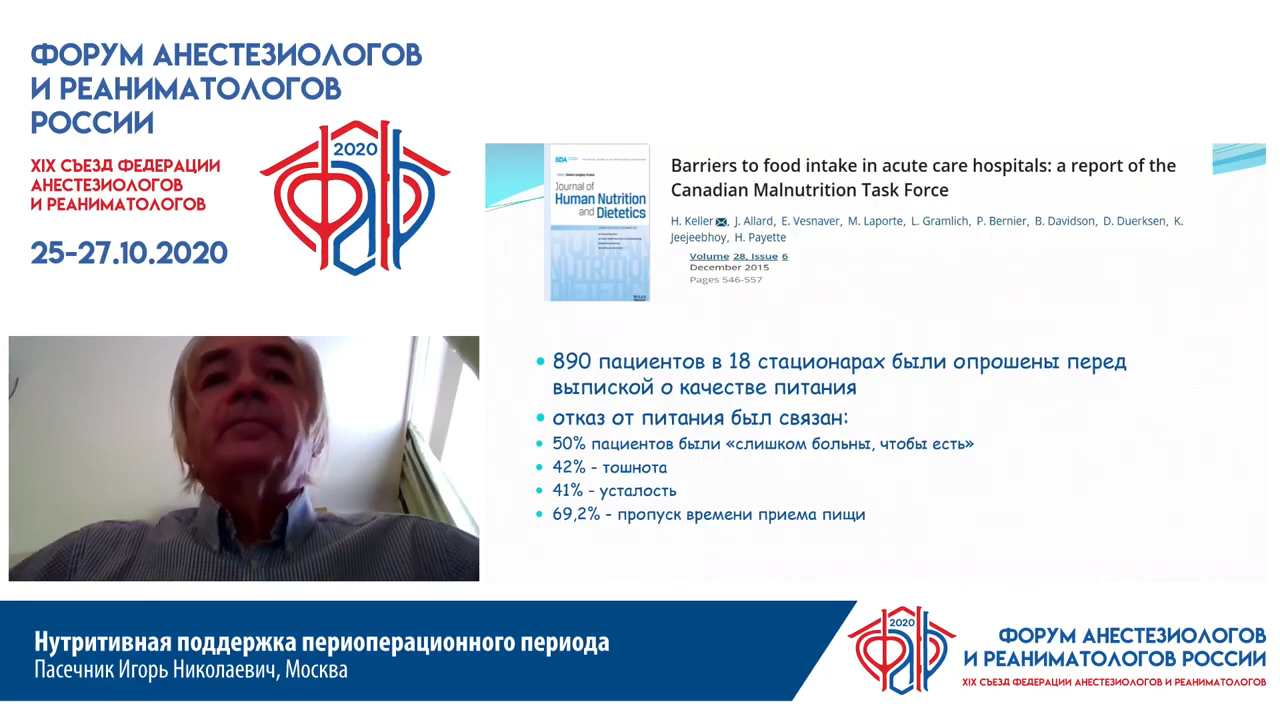 ФОРУМ АНЕСТЕЗИОЛОГОВ
И РЕАНИМАТОЛОГОВ
РОССИИ
XIX СЪЕЗД ФЕДЕРАЦИИ
АНЕСТЕЗИОЛОГОВ
И РЕАНИМАТОЛОГОВ
25-27.10.2020
2020
BDA
Journal of
Human Nutrition
and Dietetics
NUTRITION
DIETETICS
WILEY
Barriers to food intake in acute care hospitals: a report of the
Canadian Malnutrition Task Force
H. Keller, J. Allard, E. Vesnaver, M. Laporte, L. Gramlich, P. Bernier, B. Davidson, D. Duerksen, K.
Jeejeebhoy, H. Payette
Volume 28, Issue 6
December 2015
Pages 546-557
• 890 пациентов в 18 стационарах были опрошены перед
выпиской о качестве питания
• отказ от питания был связан:
• 50% пациентов были «слишком больны, чтобы есть»
• 42% - тошнота
• 41% - усталость
• 69,2% - пропуск времени приема пищи
Нутритивная поддержка периоперационного периода
Пасечник Игорь Николаевич, Москва
2020
ФОРУМ АНЕСТЕЗИОЛОГОВ
И РЕАНИМАТОЛОГОВ РОССИИ
XIX СЪЕЗД ФЕДЕРАЦИИ АНЕСТЕЗИОЛОГОВ И РЕАНИМАТОЛОГОВ